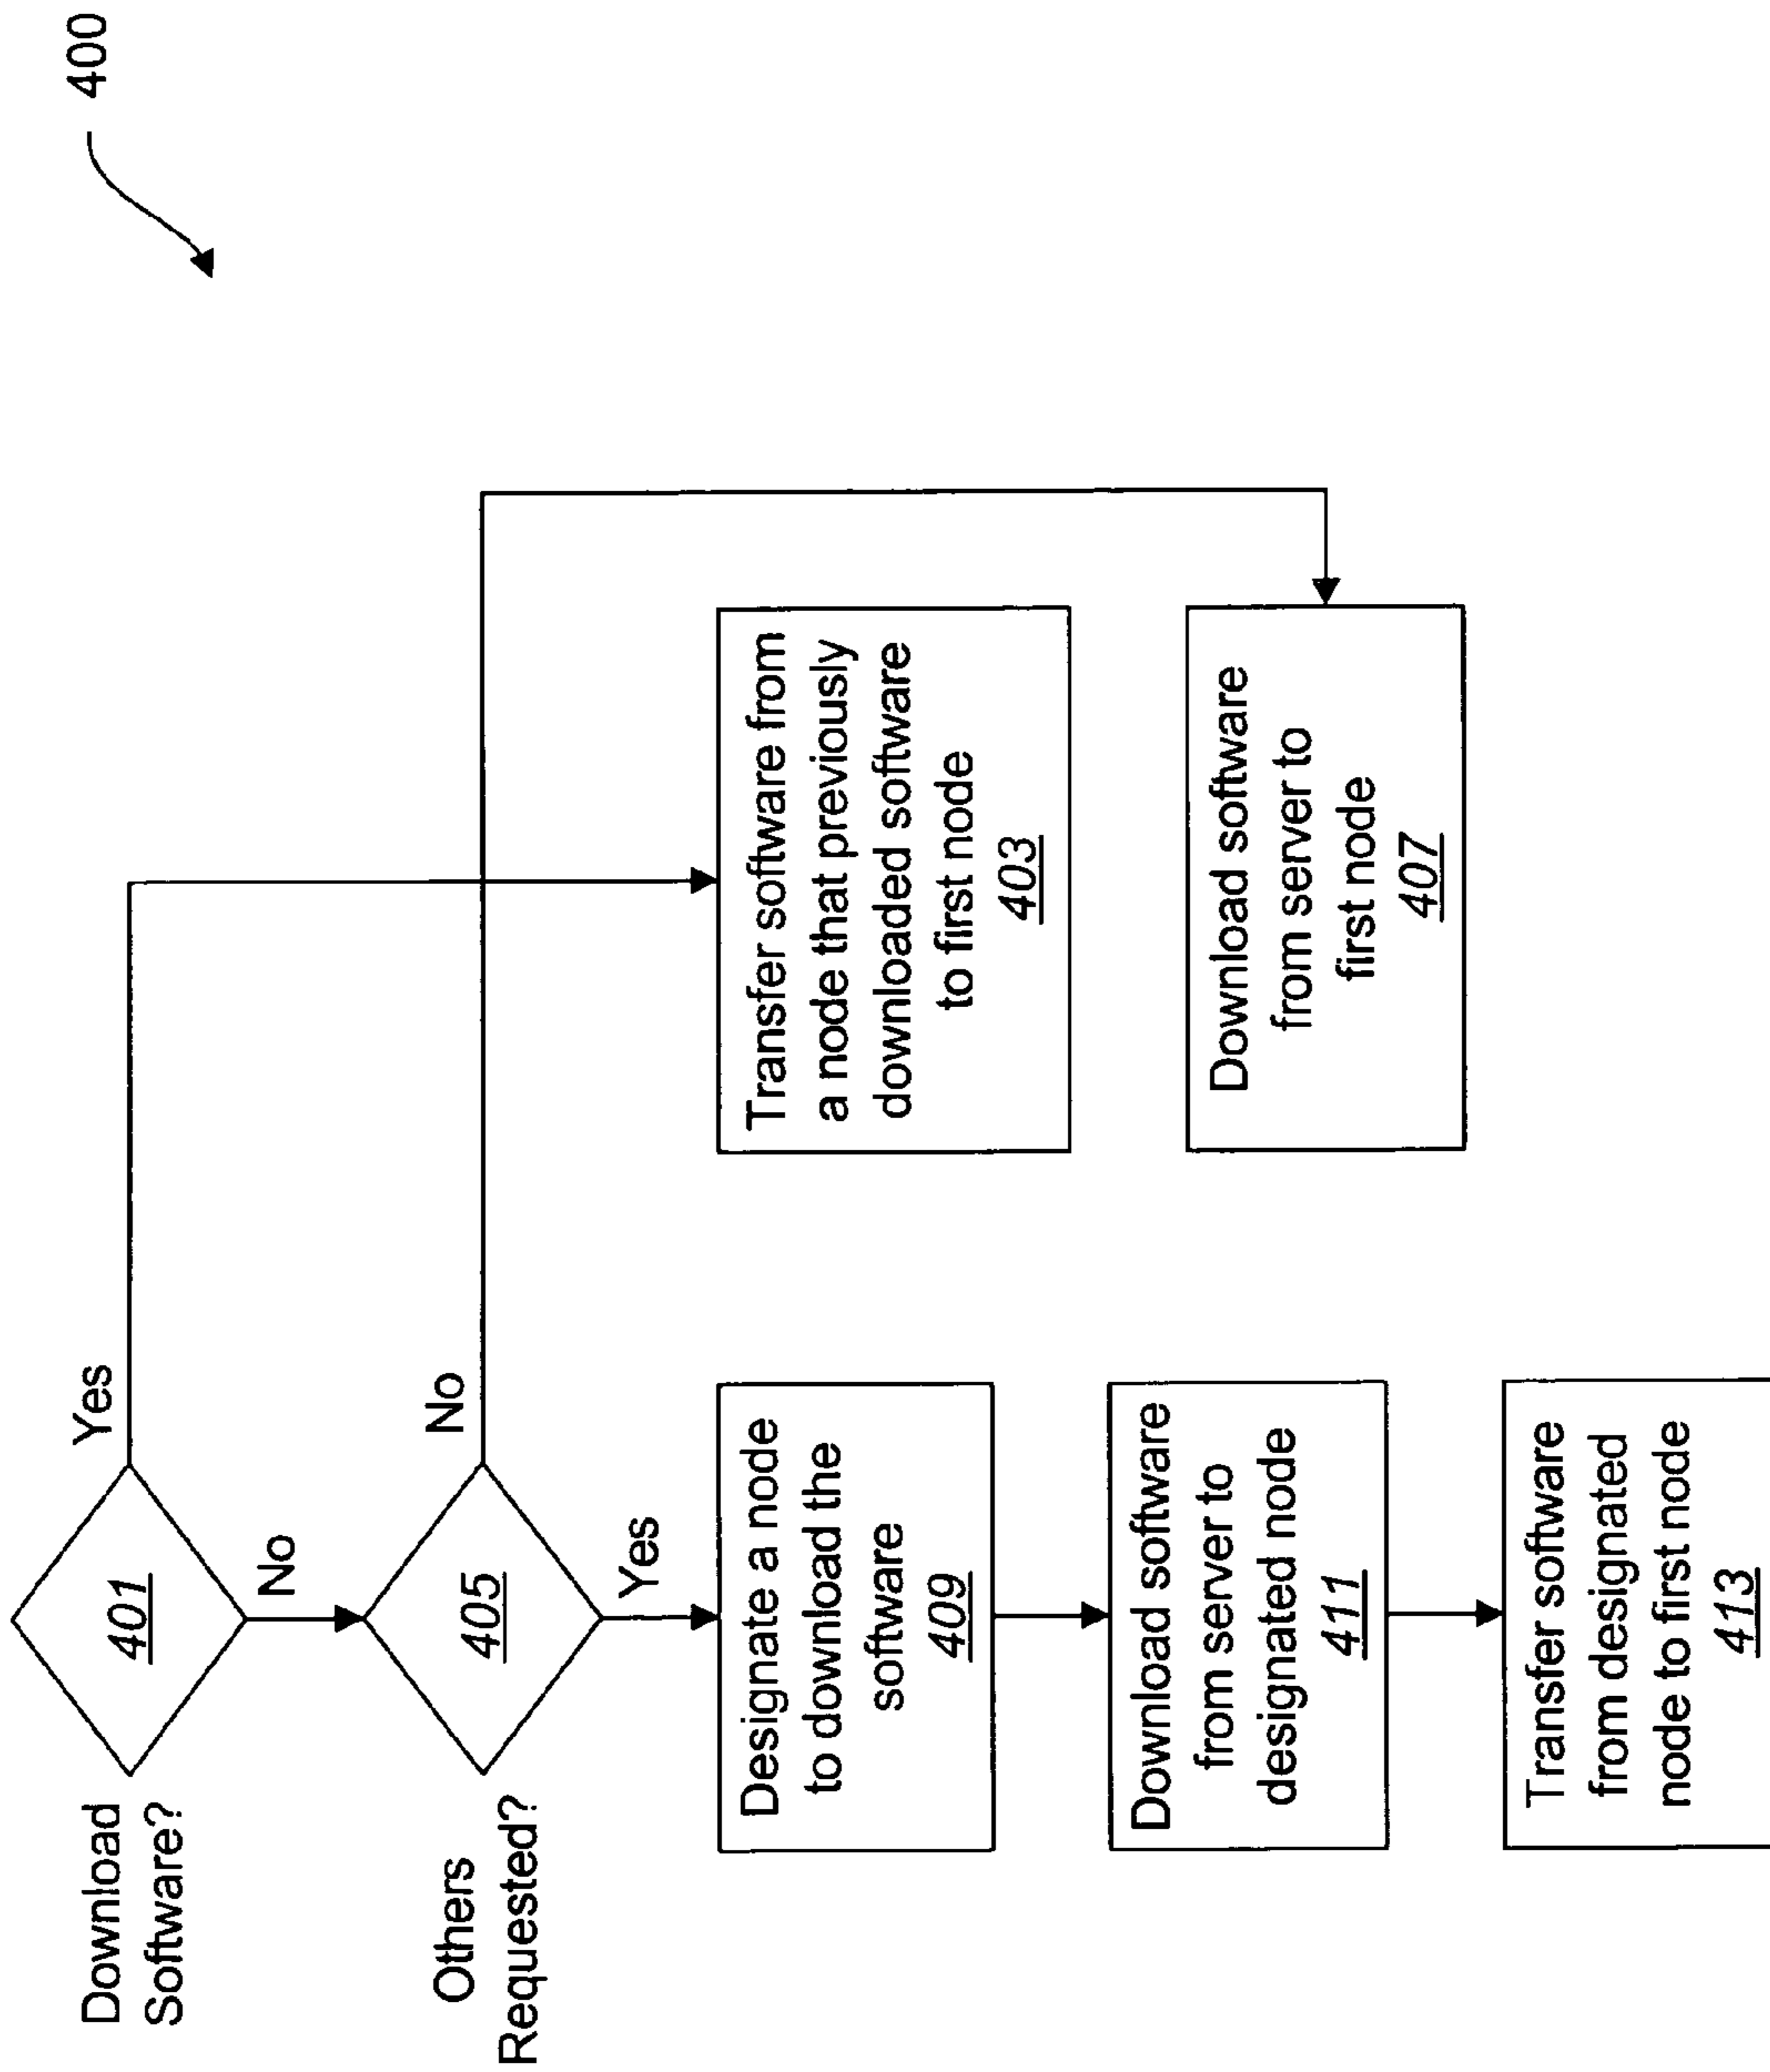 400
Download
Software?
401
Yes
No
Others
Requested?
405
No
Yes
Transfer software from
a node that previously
downloaded software
to first node
403
Download software
from server to
first node
407
Designate a node
to download the
software
409
Download software
from server to
designated node
411
Transfer software
from designated
node to first node
413